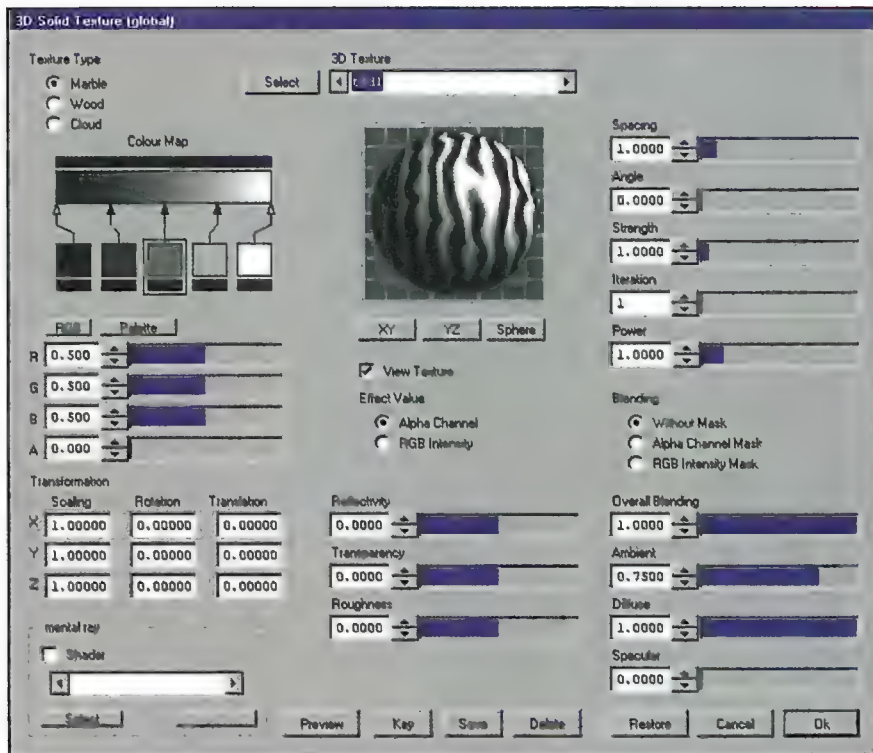 3D Solid Texture (global)
Texture Type
Marble
Wood
Cloud
Select
3D Texture
Colour Map
RGB
Palette
R 0.500
G 0.500
B 0.500
A 0.000
XY
YZ
Sphere
View Texture
Effect Value
Alpha Channel
RGB Intensity
Spacing
1.0000
Angle
0.0000
Strength
1.0000
Iteration
1
Power
1.0000
Blending
Without Mask
Alpha Channel Mask
RGB Intensity Mask
Transformation
Scaling Rotation Translation
X 1.00000 0.00000 0.00000
Y 1.00000 0.00000 0.00000
Z 1.00000 0.00000 0.00000
Reflectivity
0.0000
Transparency
0.0000
Roughness
0.0000
Overall Blending
1.0000
Ambient
0.7500
Diffuse
1.0000
Specular
0.0000
mental ray
Shader
Select
Preview
Key
Save
Delete
Restore
Cancel
Ok